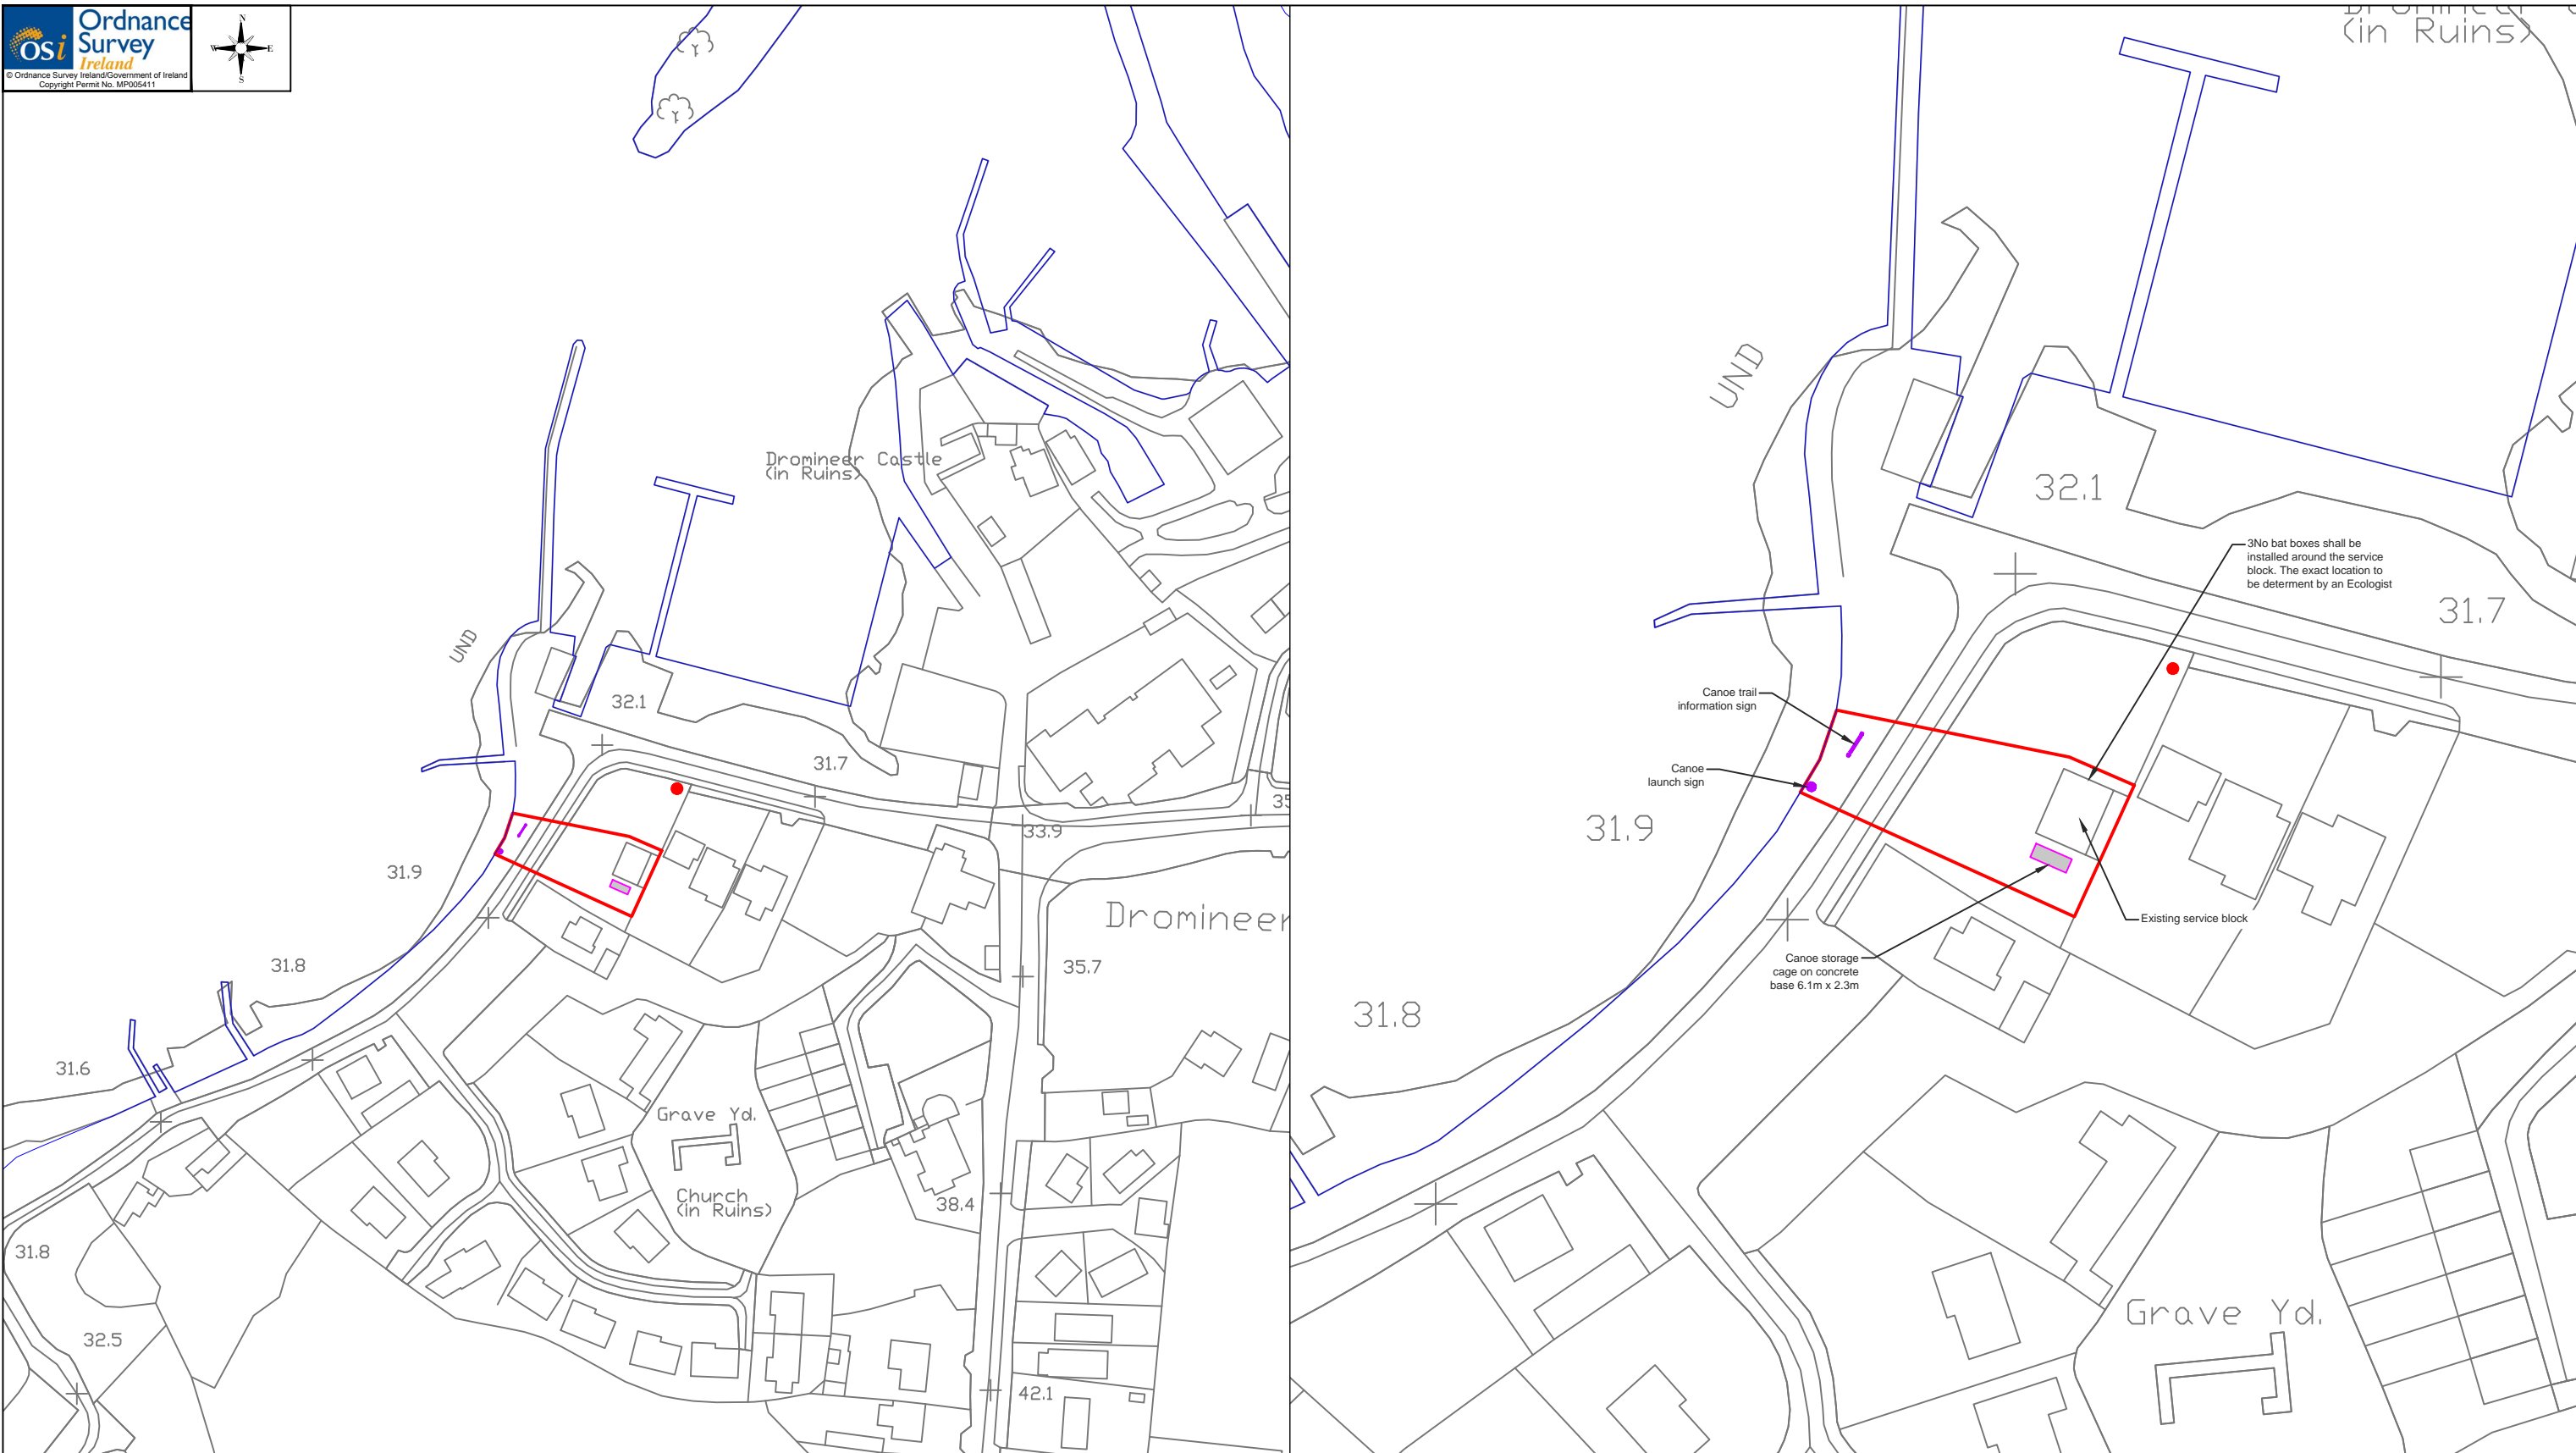 Ordnance
Survey
Ireland
osi
© Ordnance Survey Ireland/Government of Ireland
Copyright Permit No. MP005411
N
W
E
S
Dromineer Castle
(in Ruins)
UND
32.1
31.7
33.9
35
31.9
31.8
31.6
Dromineer
35.7
Grave Yd.
Church
(in Ruins)
38.4
31.8
32.5
42.1
(in Ruins)
UND
32.1
3No bat boxes shall be
installed around the service
block. The exact location to
be determent by an Ecologist
31.7
Canoe trail
information sign
Canoe
launch sign
31.9
Existing service block
Canoe storage
cage on concrete
base 6.1m x 2.3m
31.8
Grave Yd.